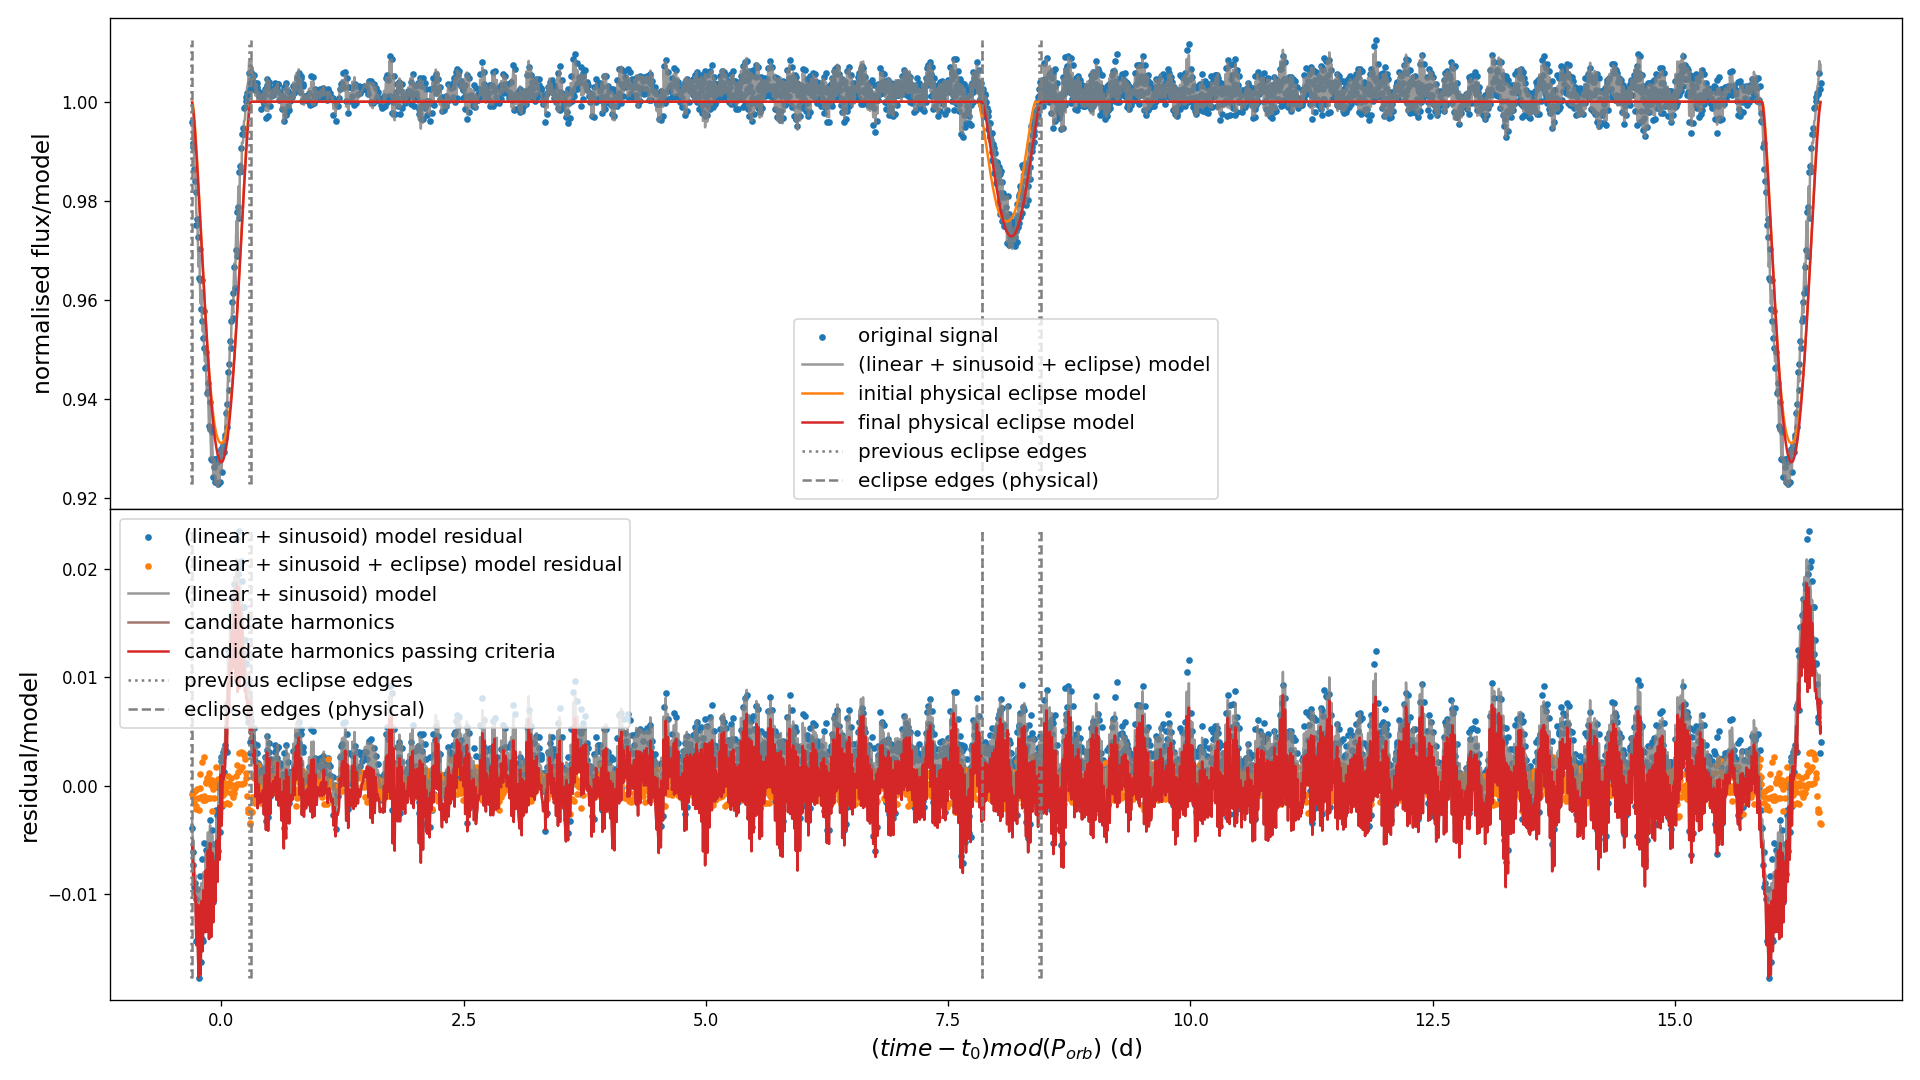 normalised flux/model
1.00
0.98
0.96
0.94
0.92
original signal
(linear + sinusoid + eclipse) model
initial physical eclipse model
final physical eclipse model
previous eclipse edges
eclipse edges (physical)
residual/model
0.02
0.01
0.00
−0.01
(linear + sinusoid) model residual
(linear + sinusoid + eclipse) model residual
(linear + sinusoid) model
candidate harmonics
candidate harmonics passing criteria
previous eclipse edges
eclipse edges (physical)
0.0 2.5 5.0 7.5 10.0 12.5 15.0
(time − t₀)mod(P_orb) (d)